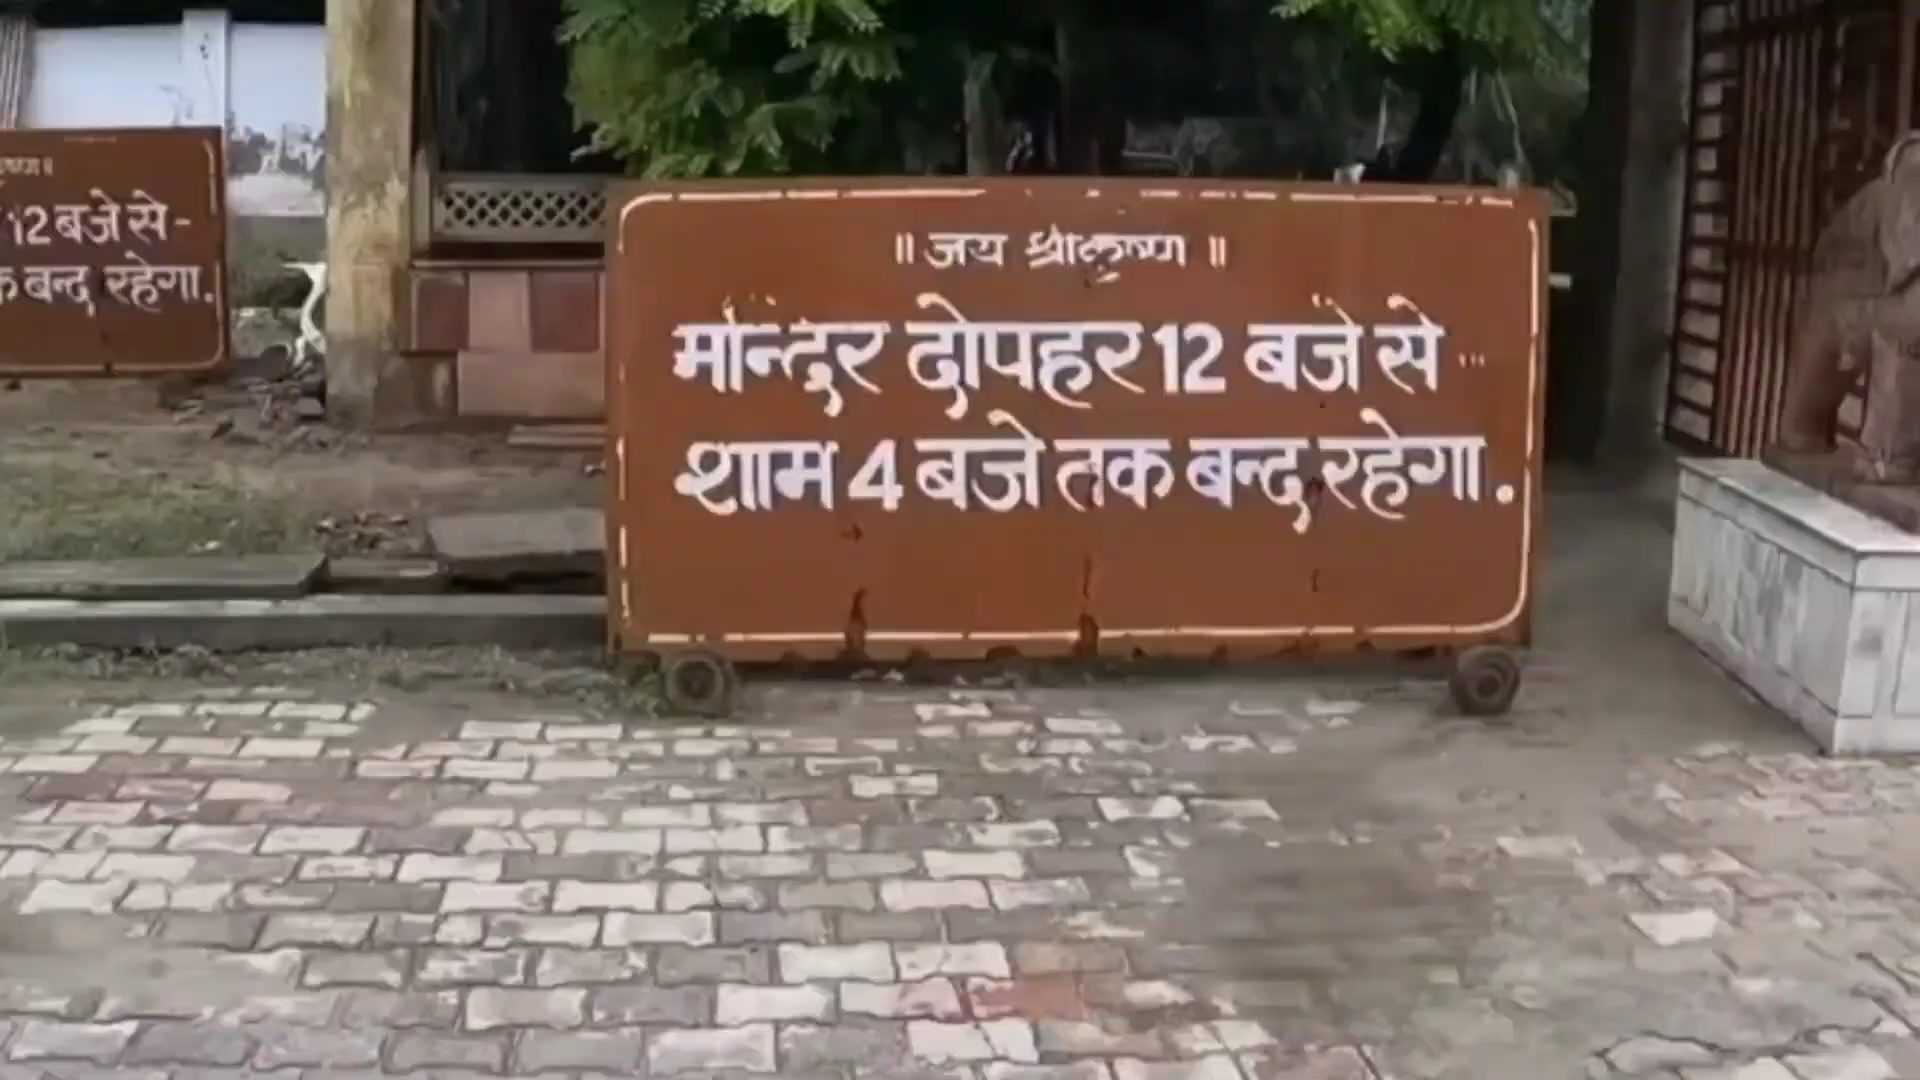 ष्ण॥
12 बजे से -
क बन्द रहेगा.
॥ जय श्रीकृष्ण ॥
मन्दिर दोपहर 12 बजे से -
शाम 4 बजे तक बन्द रहेगा.